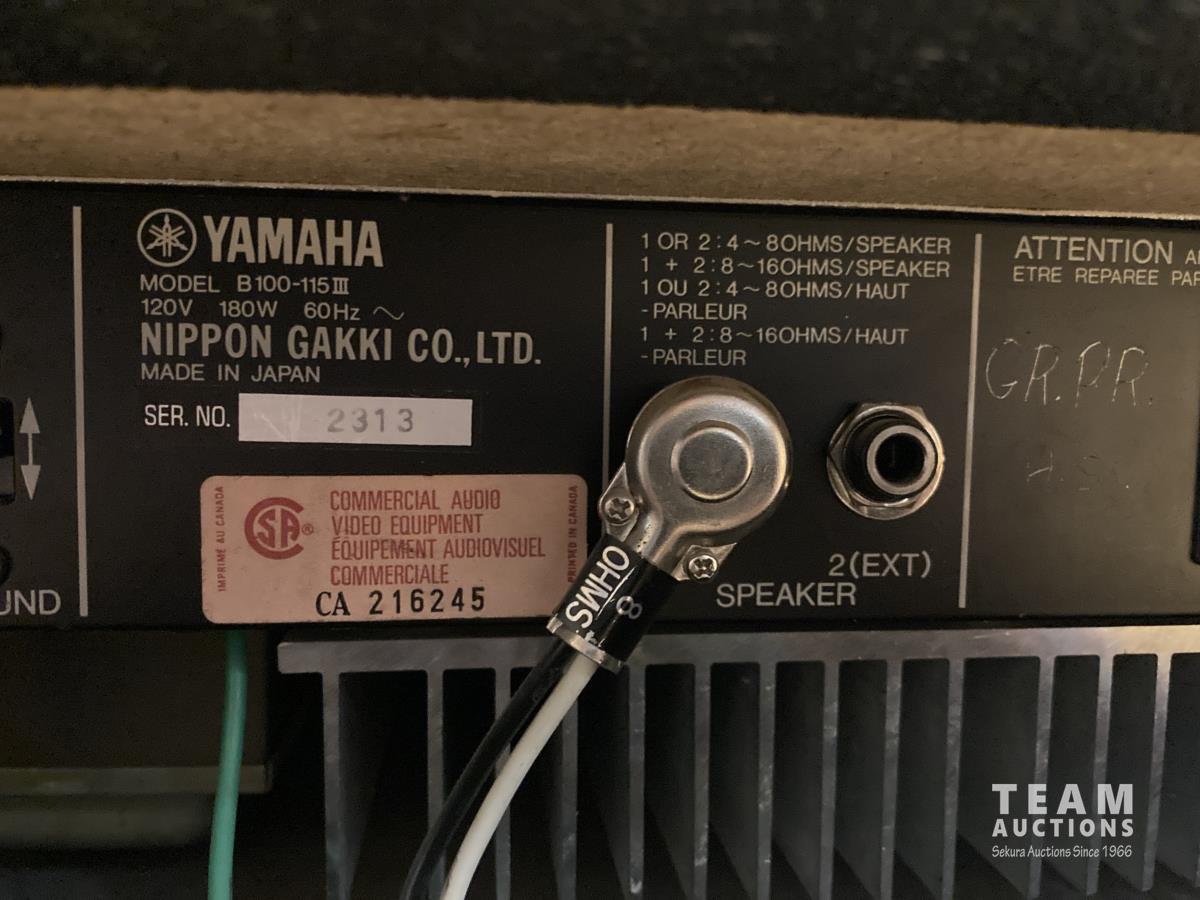 YAMAHA
MODEL B100-115III
120V 180W 60Hz ~
NIPPON GAKKI CO., LTD.
MADE IN JAPAN
SER. NO. 2313
IMPRIMÉ AU CANADA
CSA®
COMMERCIAL AUDIO
VIDEO EQUIPMENT
ÉQUIPEMENT AUDIOVISUEL
COMMERCIALE
CA 216245
PRINTED IN CANADA
UND
1 OR 2:4~8OHMS/SPEAKER
1 + 2:8~16OHMS/SPEAKER
1 OU 2:4~8OHMS/HAUT
-PARLEUR
1 + 2:8~16OHMS/HAUT
-PARLEUR
8
OHMS
2(EXT)
SPEAKER
ATTENTION
ETRE REPAREE PAR
GR.PR.
TEAM
AUCTIONS
Sekura Auctions Since 1966